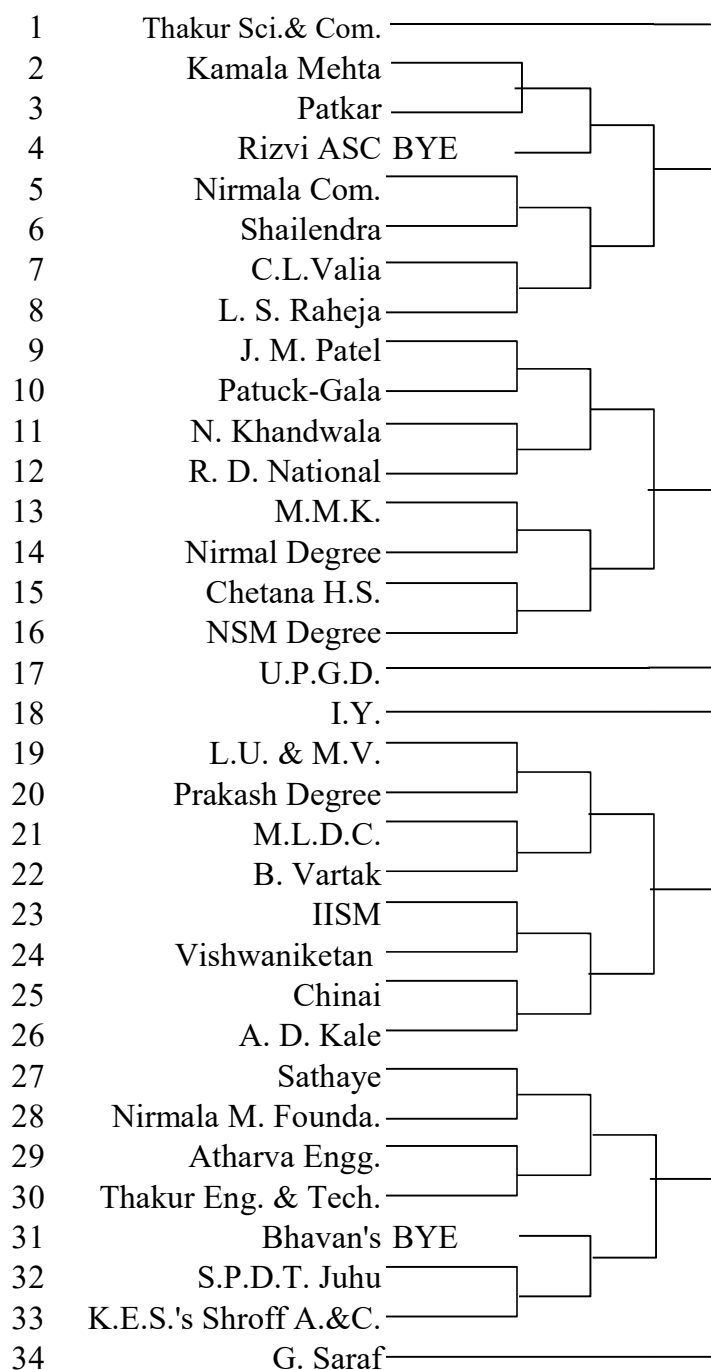 1 Thakur Sci.& Com.
2 Kamala Mehta
3 Patkar
4 Rizvi ASC BYE
5 Nirmala Com.
6 Shailendra
7 C.L.Valia
8 L. S. Raheja
9 J. M. Patel
10 Patuck-Gala
11 N. Khandwala
12 R. D. National
13 M.M.K.
14 Nirmal Degree
15 Chetana H.S.
16 NSM Degree
17 U.P.G.D.
18 I.Y.
19 L.U. & M.V.
20 Prakash Degree
21 M.L.D.C.
22 B. Vartak
23 IISM
24 Vishwaniketan
25 Chinai
26 A. D. Kale
27 Sathaye
28 Nirmala M. Founda.
29 Atharva Engg.
30 Thakur Eng. & Tech.
31 Bhavan's BYE
32 S.P.D.T. Juhu
33 K.E.S.'s Shroff A.&C.
34 G. Saraf